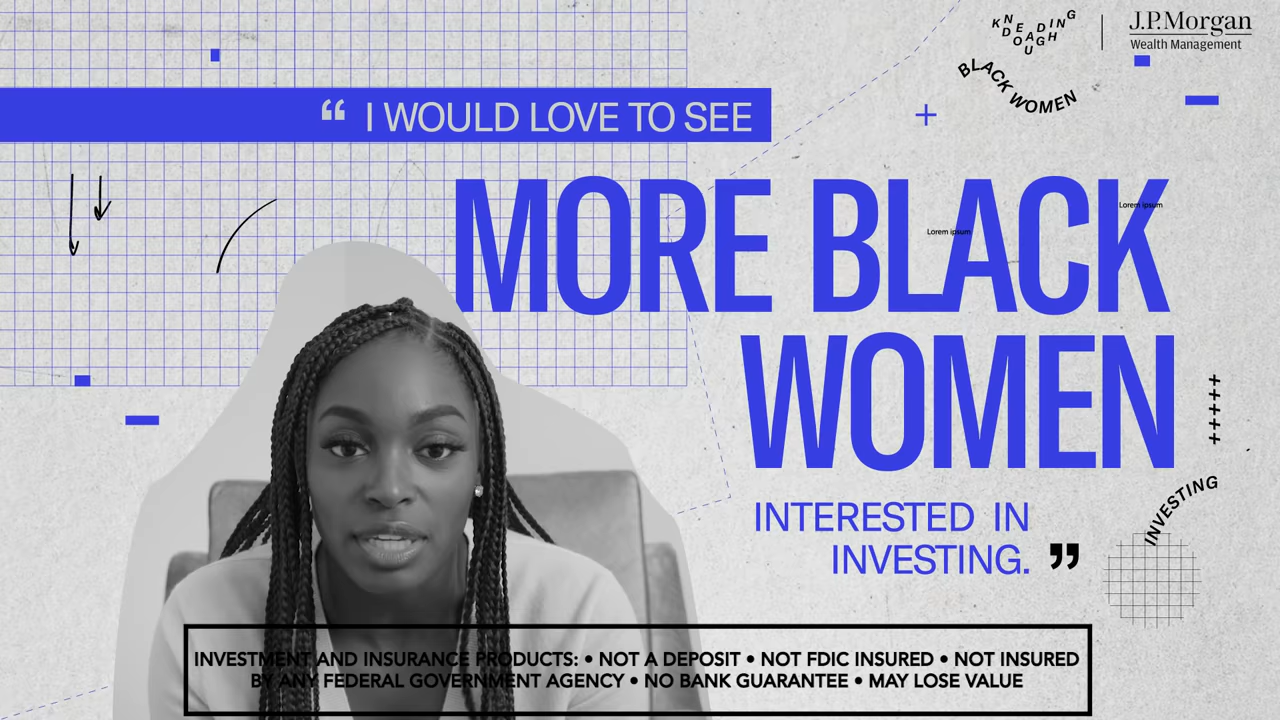 KNEADING
DOUGH
J.P.Morgan
Wealth Management
BLACK WOMEN
“ I WOULD LOVE TO SEE
MORE BLACK
Lorem ipsum
Lorem ipsum
WOMEN
INTERESTED IN
INVESTING. ”
INVESTING
INVESTMENT AND INSURANCE PRODUCTS: • NOT A DEPOSIT • NOT FDIC INSURED • NOT INSURED
BY ANY FEDERAL GOVERNMENT AGENCY • NO BANK GUARANTEE • MAY LOSE VALUE